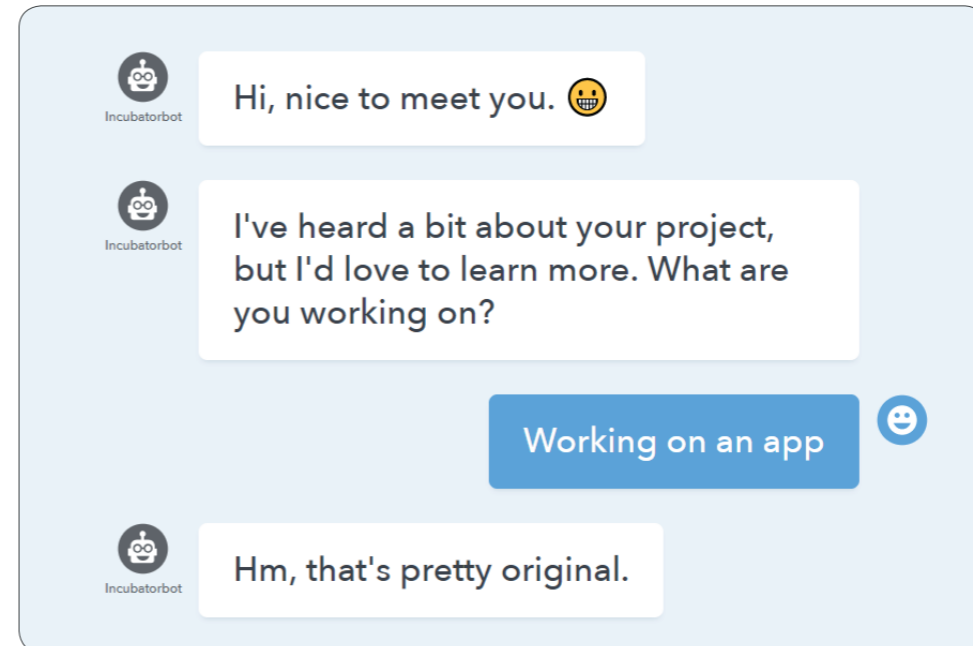 Hi, nice to meet you. 😀
Incubatorbot
I've heard a bit about your project,
but I'd love to learn more. What are
you working on?
Incubatorbot
Working on an app
Hm, that's pretty original.
Incubatorbot